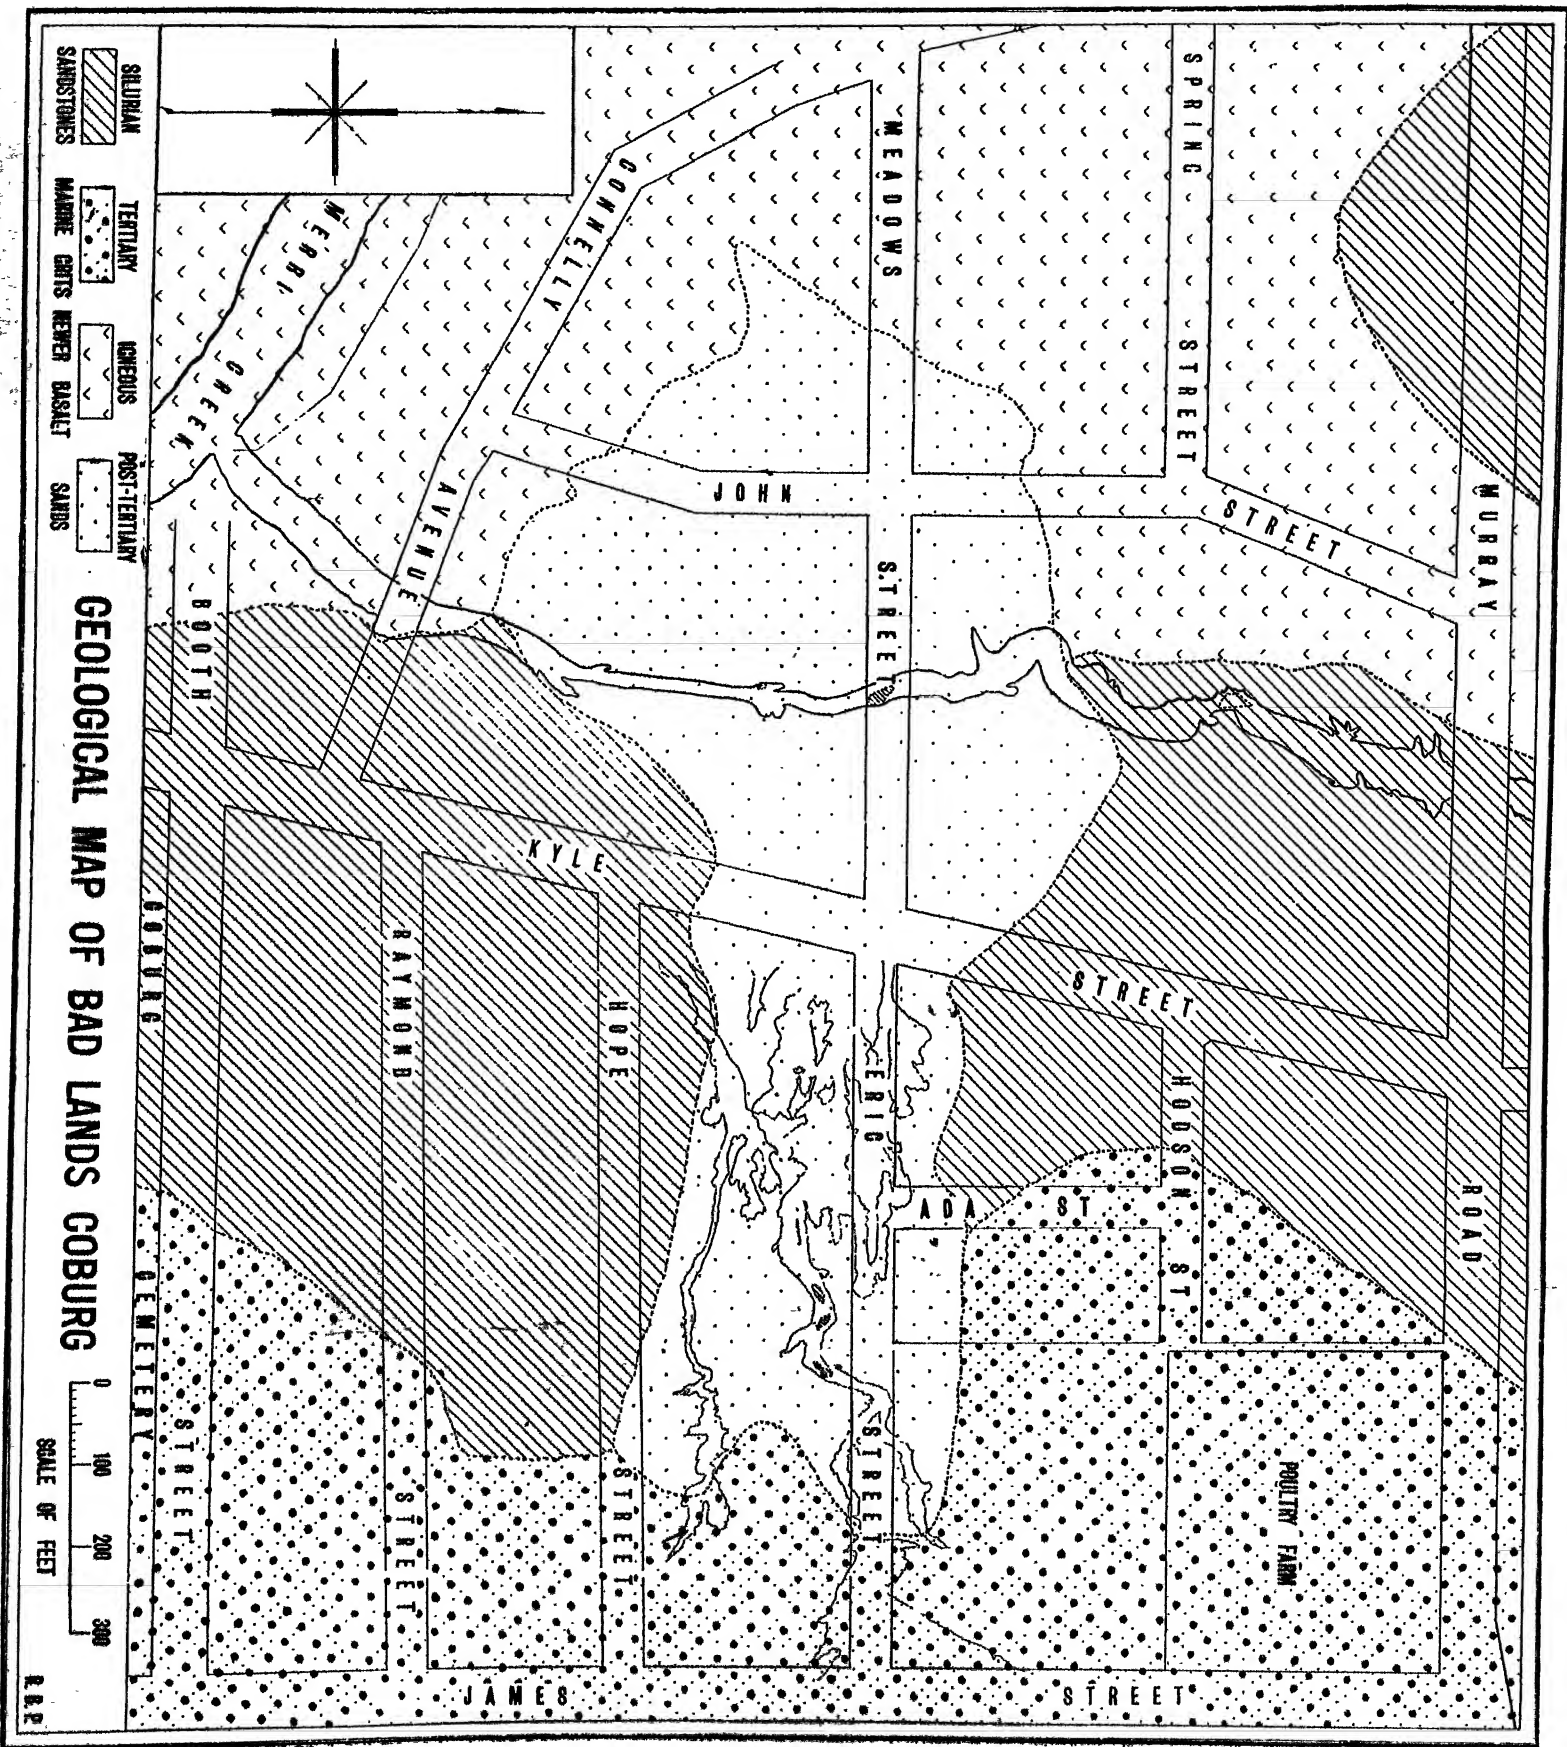 MURRAY ROAD
SPRING STREET
HODSON ST
POULTRY FARM
JOHN STREET
ADA ST
MEADOWS STREET
ERIC STREET
JAMES STREET
CONNELLY AVENUE
KYLE STREET
HOPE STREET
RAYMOND STREET
MERRI CREEK
BOOTH STREET
COBURG CEMETERY
SILURIAN
SANDSTONES
TERTIARY
MARINE GRITS
IGNEOUS
NEWER BASALT
POST-TERTIARY
SANDS
GEOLOGICAL MAP OF BAD LANDS COBURG
0 100 200 300
SCALE OF FEET